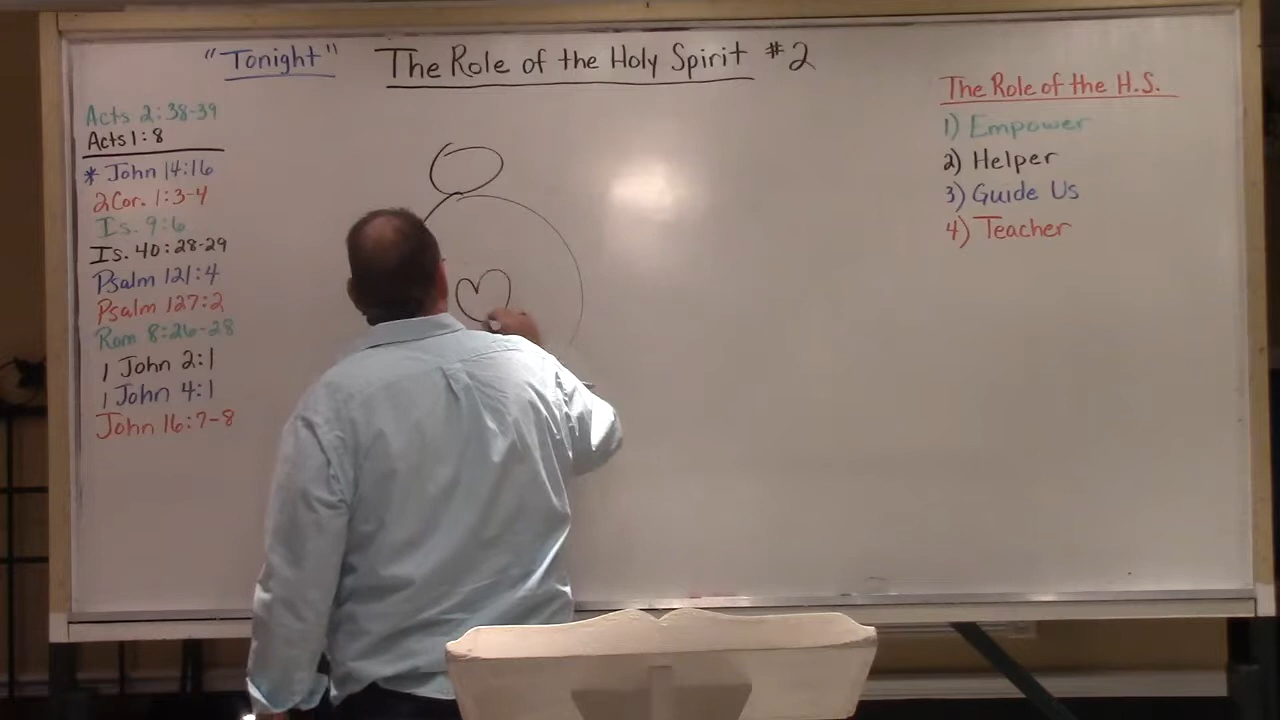 "Tonight" The Role of the Holy Spirit #2
Acts 2:38-39
Acts 1:8
* John 14:16
2 Cor. 1:3-4
Is. 9:6
Is. 40:28-29
Psalm 121:4
Psalm 127:2
Rom 8:26-28
1 John 2:1
1 John 4:1
John 16:7-8
The Role of the H.S.
1) Empower
2) Helper
3) Guide Us
4) Teacher